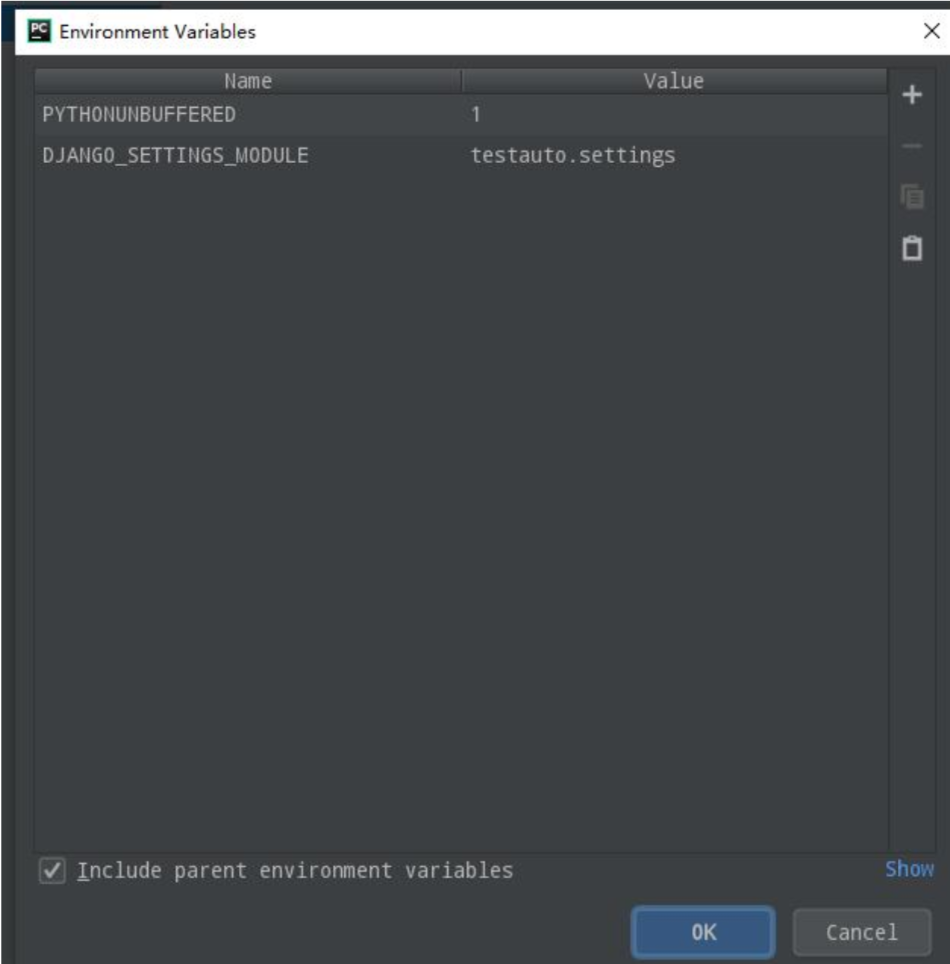 PC Environment Variables
Name Value
PYTHONUNBUFFERED 1
DJANGO_SETTINGS_MODULE testauto.settings
Include parent environment variables Show
OK Cancel